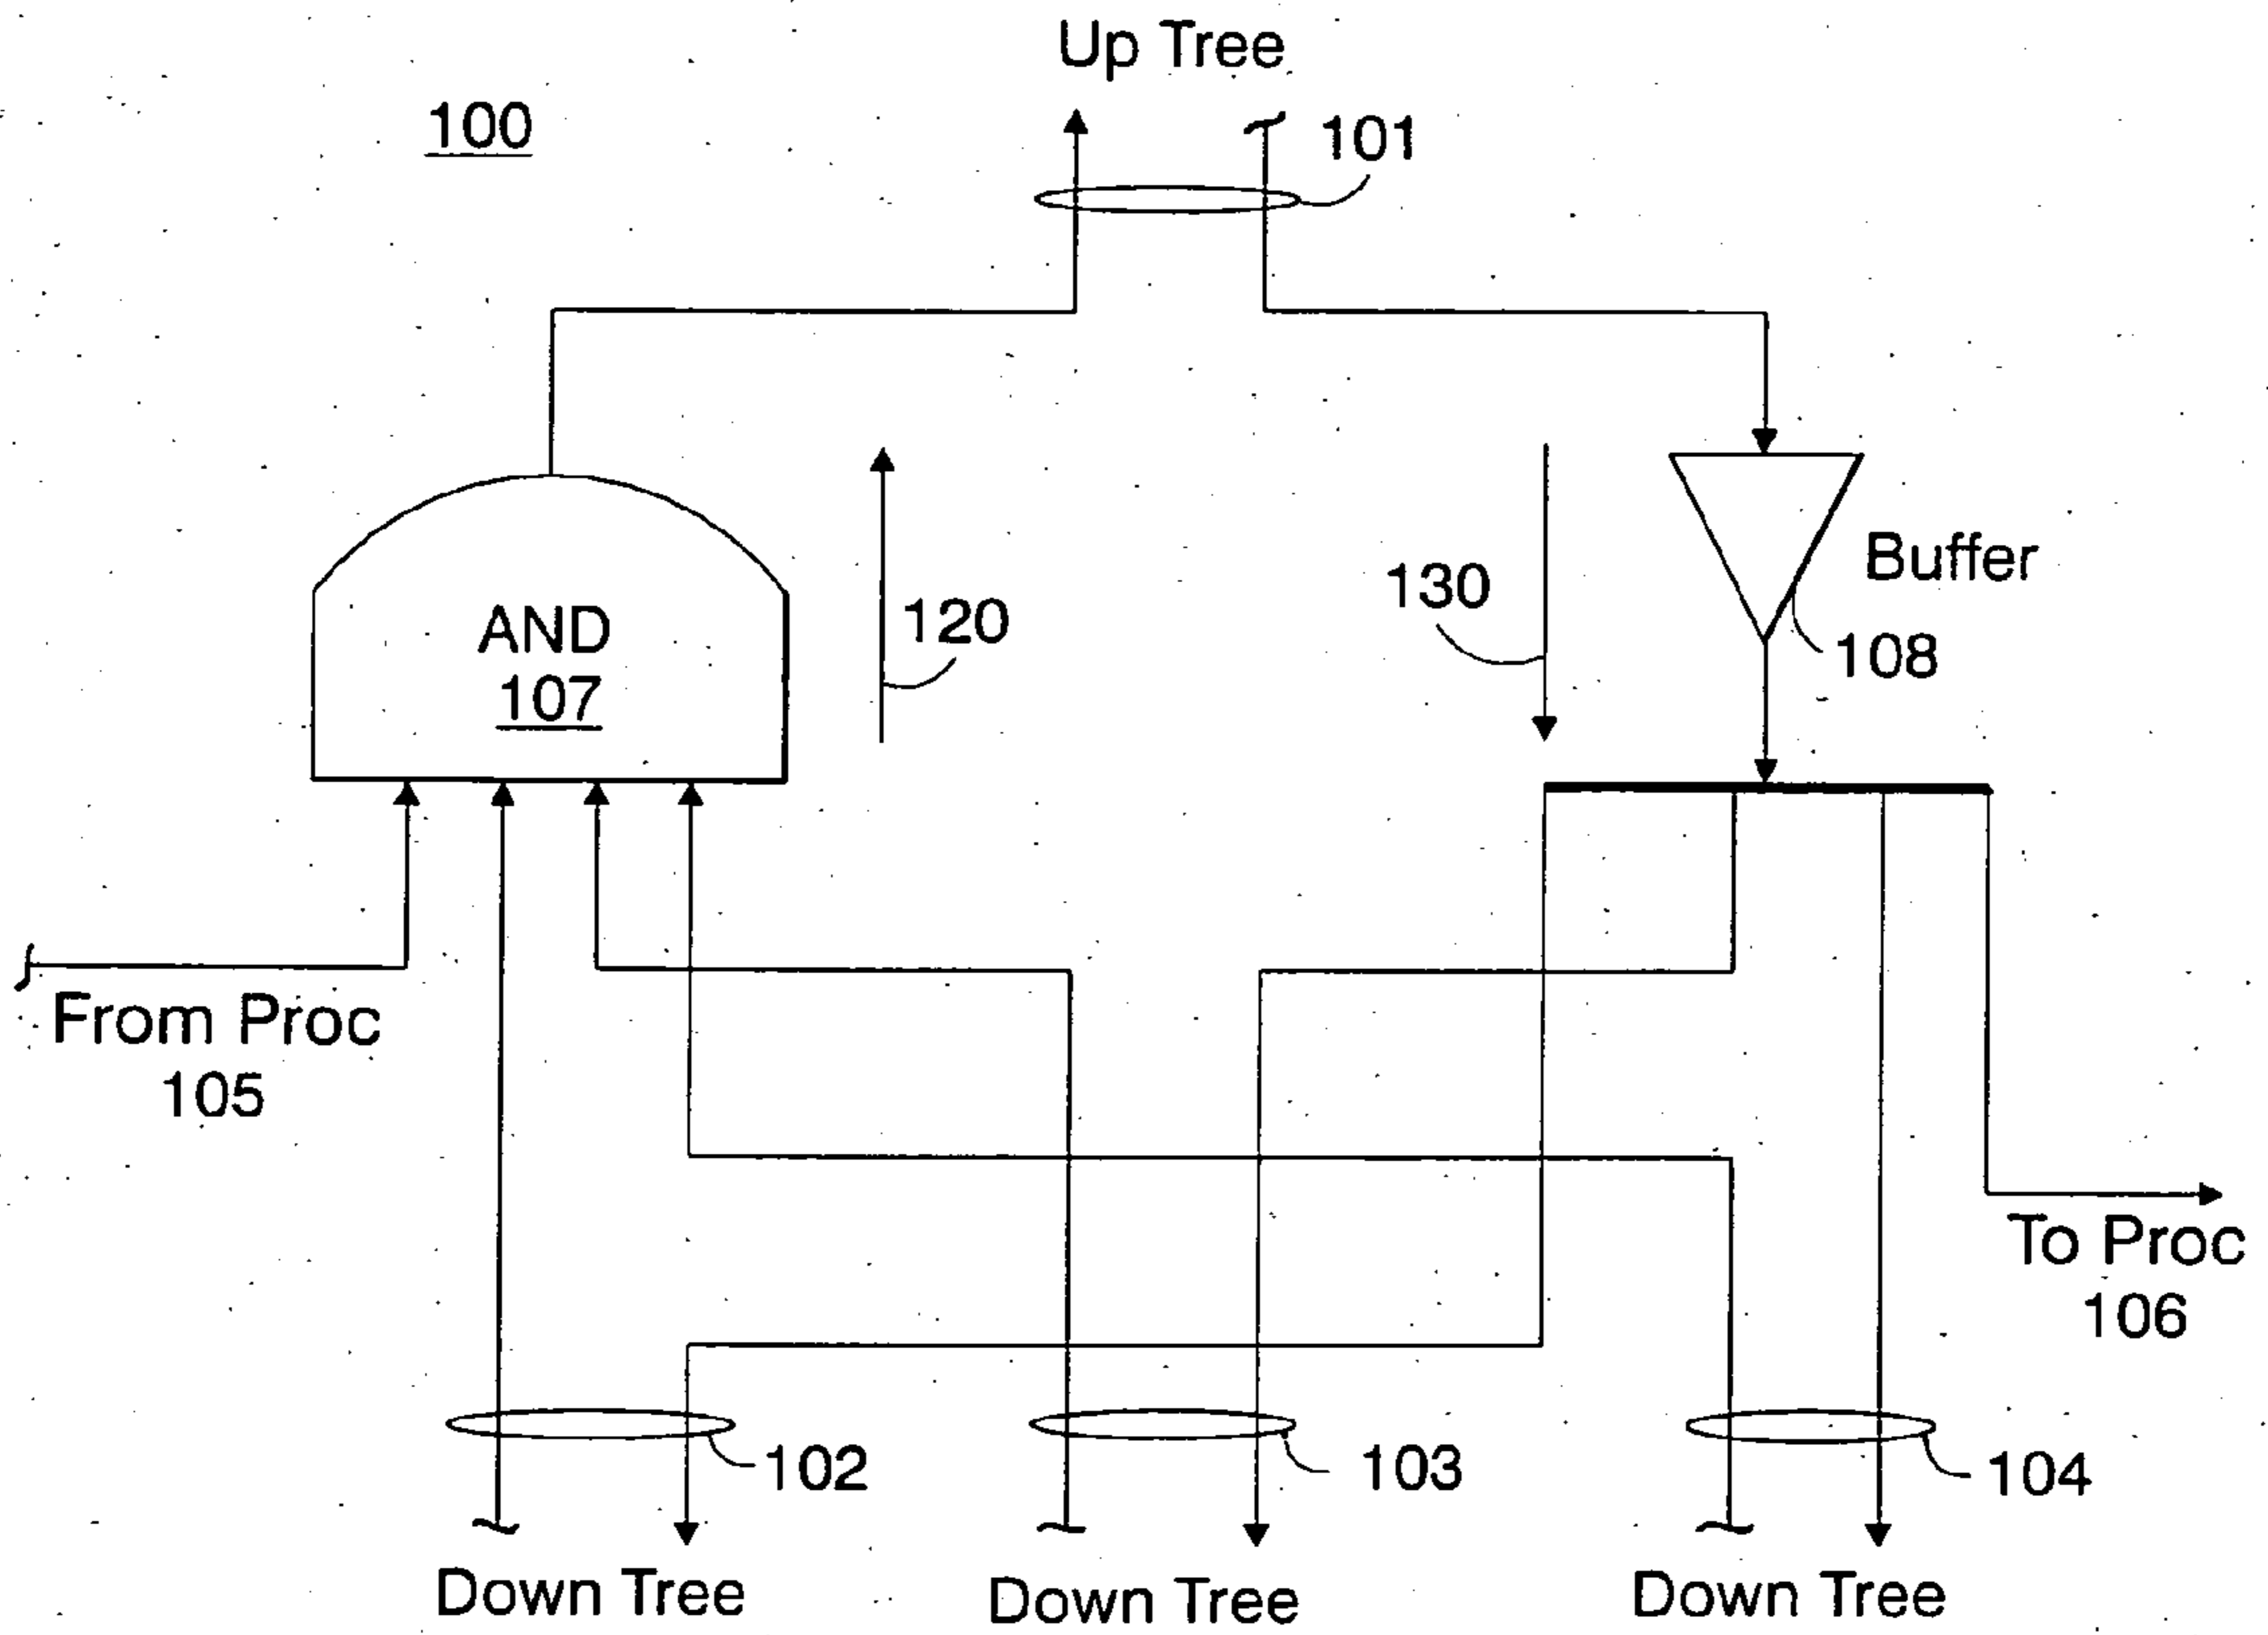 Up Tree
100
101
Buffer
130
120
108
AND
107
From Proc
105
To Proc
106
102
103
104
Down Tree
Down Tree
Down Tree